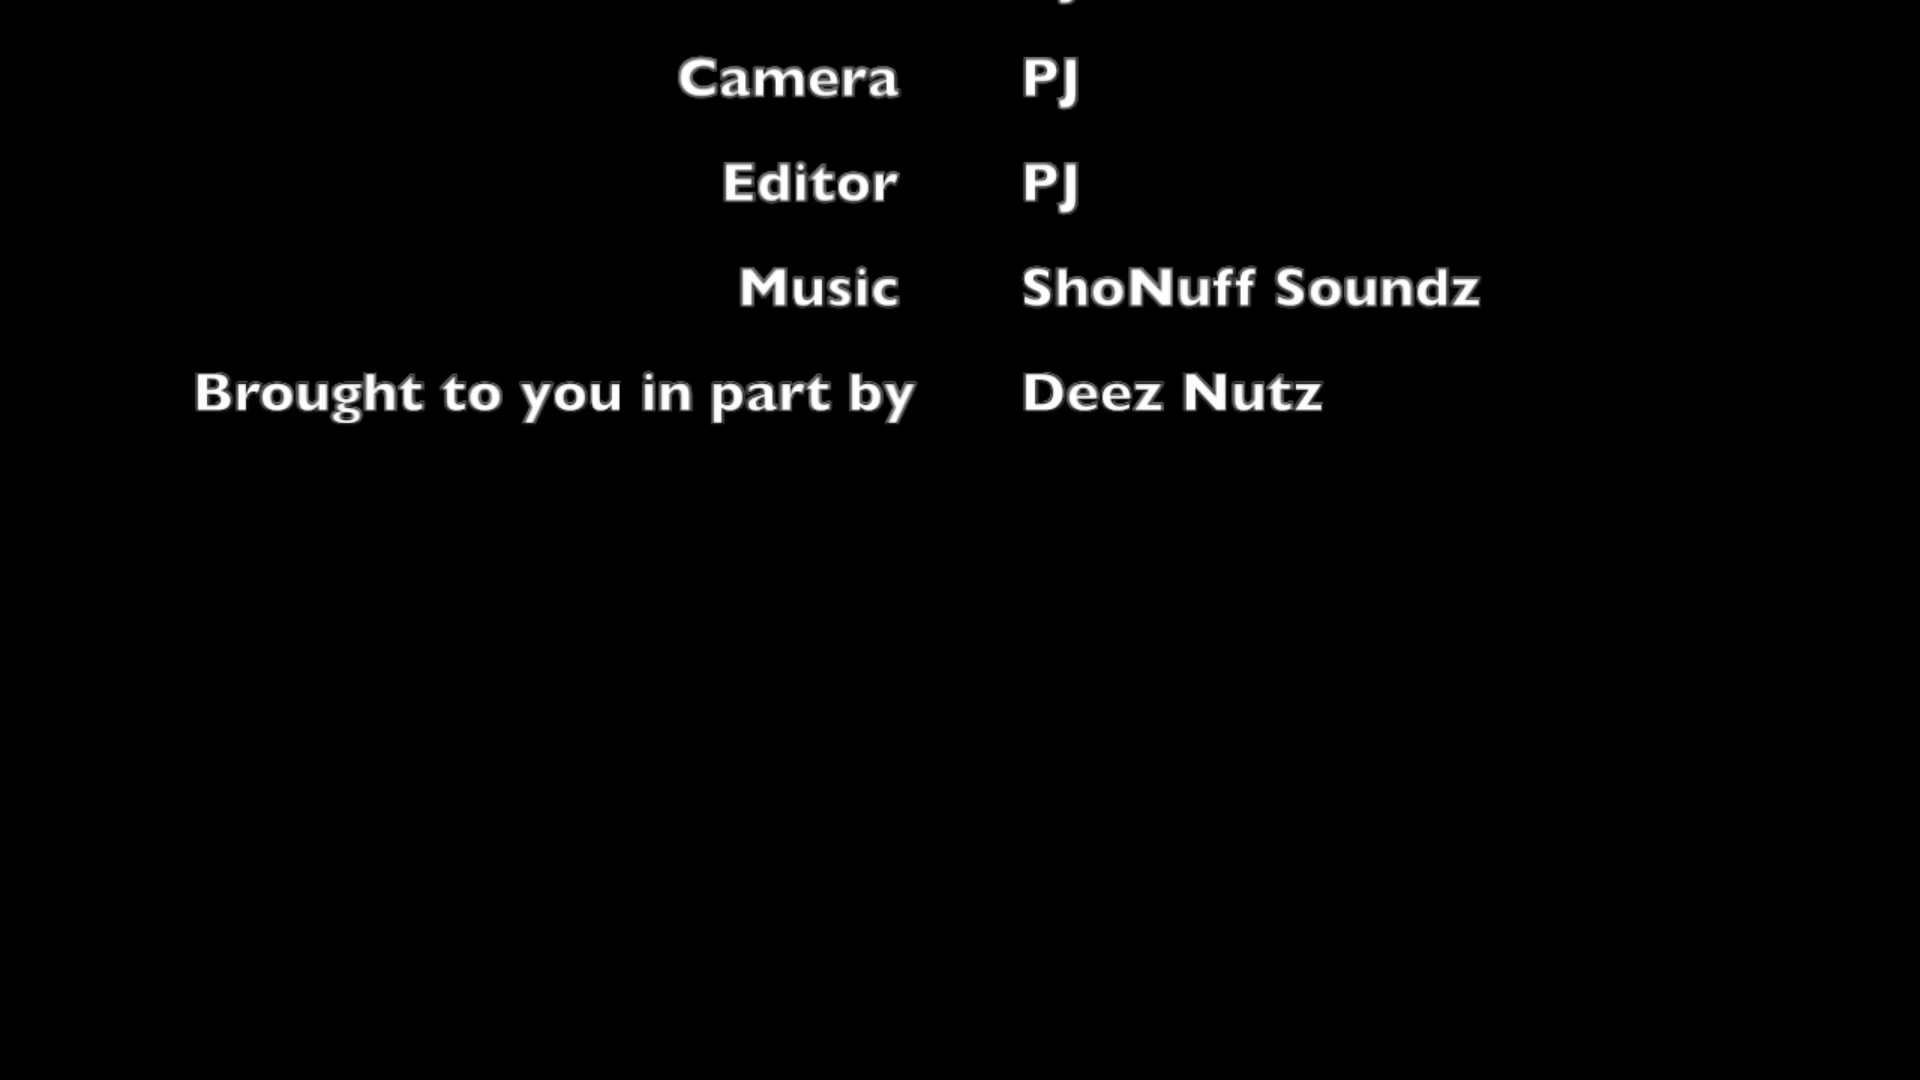 Camera PJ
Editor PJ
Music ShoNuff Soundz
Brought to you in part by Deez Nutz